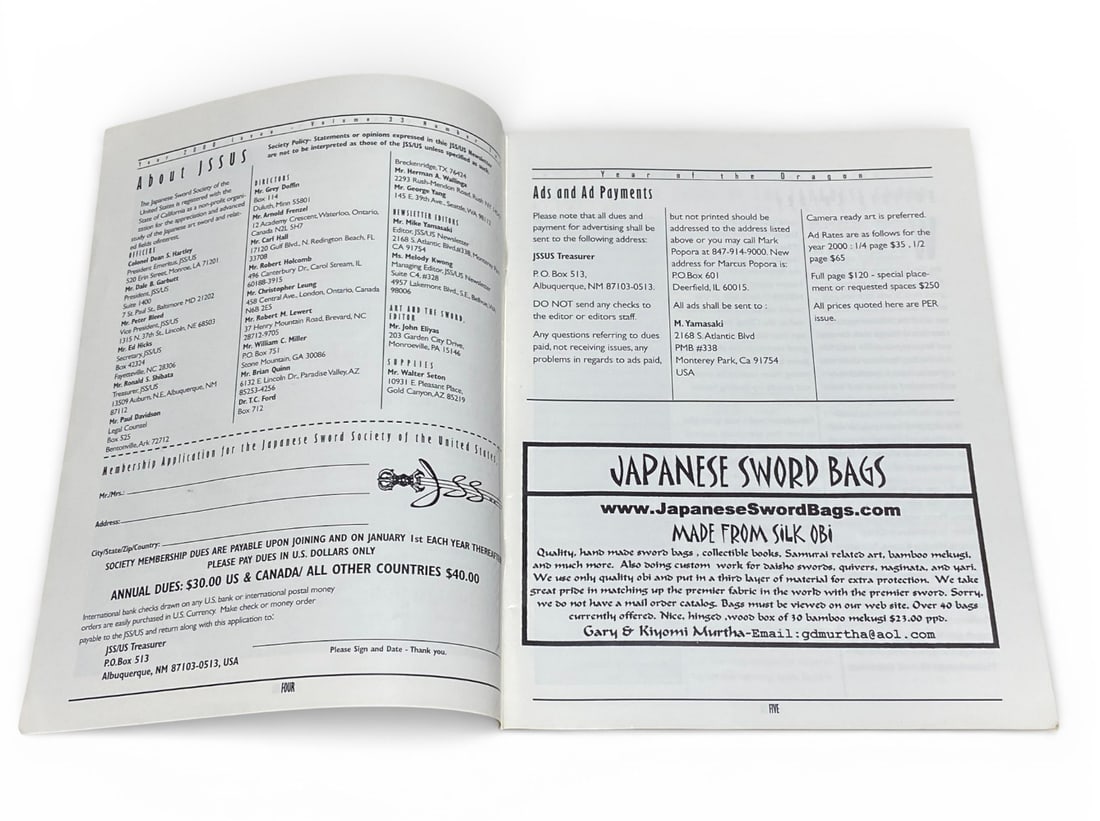 Year 2000 Issue - Volume 32 Number
About JSSUS
Society Policy- Statements or opinions expressed in this JSS/US Newsletter
are not to be interpreted as those of the JSS/US unless specified as such.
The Japanese Sword Society of the
United States is registered with the
State of California as a non-profit organi-
zation for the appreciation and advanced
study of the Japanese art sword and relat-
ed fields of interest.
OFFICERS
Colonel Dean S. Hartley
President Emeritus, JSS/US
520 Erin Street, Monroe, LA 71201
Mr. Dale B. Garbutt
President, JSS/US
Suite 1400
7 St. Paul St., Baltimore MD 21202
Mr. Peter Bleed
Vice President, JSS/US
1315 N. 37th St., Lincoln, NE 68503
Mr. Ed Hicks
Secretary, JSS/US
Box 42324
Fayetteville, NC 28306
Mr. Ronald S. Shibata
Treasurer, JSS/US
13509 Auburn, N.E., Albuquerque, NM
87112
Mr. Paul Davidson
Legal Counsel
Box 525
Bentonville, Ark 72712
DIRECTORS
Mr. Grey Doffin
Box 114
Duluth, Minn 55801
Mr. Arnold Frenzel
12 Academy Crescent, Waterloo, Ontario,
Canada N2L 5H7
Mr. Carl Hall
17120 Gulf Blvd., N. Redington Beach, FL
33708
Mr. Robert Holcomb
496 Canterbury Dr., Carol Stream, IL
60188-3915
Mr. Christopher Leung
458 Central Ave., London, Ontario, Canada
N6B 2E5
Mr. Robert M. Lewert
37 Henry Mountain Road, Brevard, NC
28712-9705
Mr. William C. Miller
P.O. Box 751
Stone Mountain, GA 30086
Mr. Brian Quinn
6132 E. Lincoln Dr., Paradise Valley, AZ
85253-4256
Dr. T.C. Ford
Box 712
Breckenridge, TX 76424
Mr. Herman A. Wallinga
2293 Rush-Mendon Road, Rush, NY
Mr. George Yang
145 E. 39th Ave., Seattle, WA 98112
NEWSLETTER EDITORS
Mr. Mike Yamasaki
Editor, JSS/US Newsletter
2168 S. Atlantic Blvd., #338, Monterey Park
Ms. Melody Kwong
Managing Editor, JSS/US Newsletter
Suite C4, #328
4957 Lakemont Blvd., S.E., Bellevue, WA
98006
ART AND THE SWORD,
EDITOR
Mr. John Eliyas
203 Garden City Drive,
Monroeville, PA 15146
SUPPLIES
Mr. Walter Seton
10931 E. Pleasant Place,
Gold Canyon, AZ 85219
Membership Application for the Japanese Sword Society of the United States,
Mr./Mrs.:
Address:
City/State/Zip/Country:
SOCIETY MEMBERSHIP DUES ARE PAYABLE UPON JOINING AND ON JANUARY 1st EACH YEAR THEREAFTER
PLEASE PAY DUES IN U.S. DOLLARS ONLY
ANNUAL DUES: $30.00 US & CANADA/ ALL OTHER COUNTRIES $40.00
International bank checks drawn on any U.S. bank or international postal money
orders are easily purchased in U.S. Currency. Make check or money order
payable to the JSS/US and return along with this application to:
JSS/US Treasurer
P.O.Box 513
Albuquerque, NM 87103-0513, USA
Please Sign and Date - Thank you.
FOUR
Year of the Dragon
Ads and Ad Payments
Please note that all dues and
payment for advertising shall be
sent to the following address:
JSSUS Treasurer
P.O. Box 513,
Albuquerque, NM 87103-0513.
DO NOT send any checks to
the editor or editors staff.
Any questions referring to dues
paid, not receiving issues, any
problems in regards to ads paid,
but not printed should be
addressed to the address listed
above or you may call Mark
Popora at 847-914-9000. New
address for Marcus Popora is:
P.O.Box 601
Deerfield, IL 60015.
All ads shall be sent to :
M. Yamasaki
2168 S. Atlantic Blvd
PMB #338
Monterey Park, Ca 91754
USA
Camera ready art is preferred.
Ad Rates are as follows for the
year 2000 : 1/4 page $35 , 1/2
page $65
Full page $120 - special place-
ment or requested spaces $250
All prices quoted here are PER
issue.
JAPANESE SWORD BAGS
www.JapaneseSwordBags.com
MADE FROM SILK OBI
Quality, hand made sword bags , collectible books, Samurai related art, bamboo mekugi,
and much more. Also doing custom work for daisho swords, quivers, naginata, and yari.
We use only quality obi and put in a third layer of material for extra protection. We take
great pride in matching up the premier fabric in the world with the premier sword. Sorry,
we do not have a mail order catalog. Bags must be viewed on our web site. Over 40 bags
currently offered. Nice, hinged ,wood box of 30 bamboo mekugi $23.00 ppd.
Gary & Kiyomi Murtha-Email:gdmurtha@aol.com
FIVE